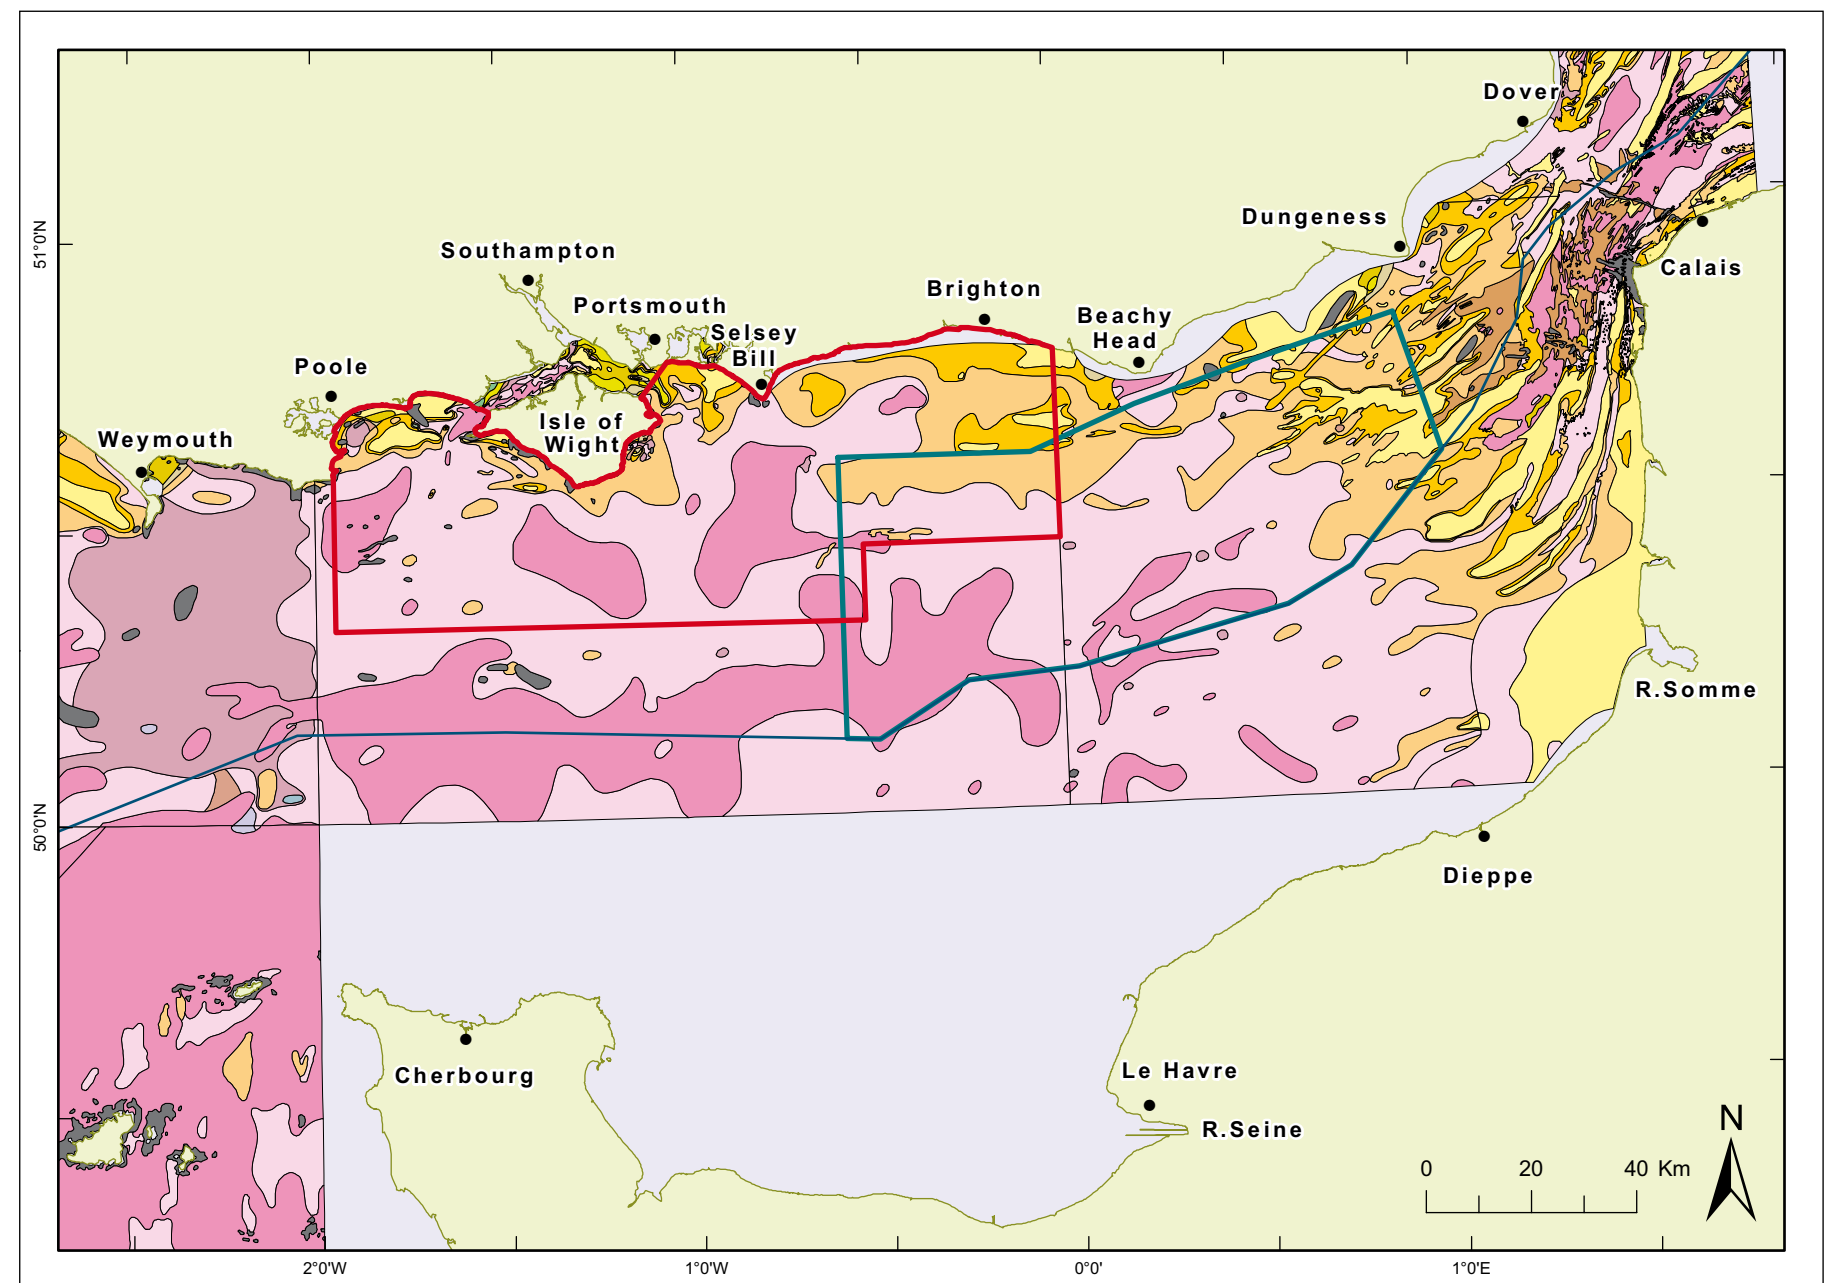 Dover
Dungeness
51°0'N
Southampton
Calais
Brighton
Portsmouth
Beachy
Head
Selsey
Bill
Poole
Isle of
Wight
Weymouth
R.Somme
50°0'N
Dieppe
Cherbourg
Le Havre
R.Seine
N
0 20 40 Km
2°0'W 1°0'W 0°0' 1°0'E